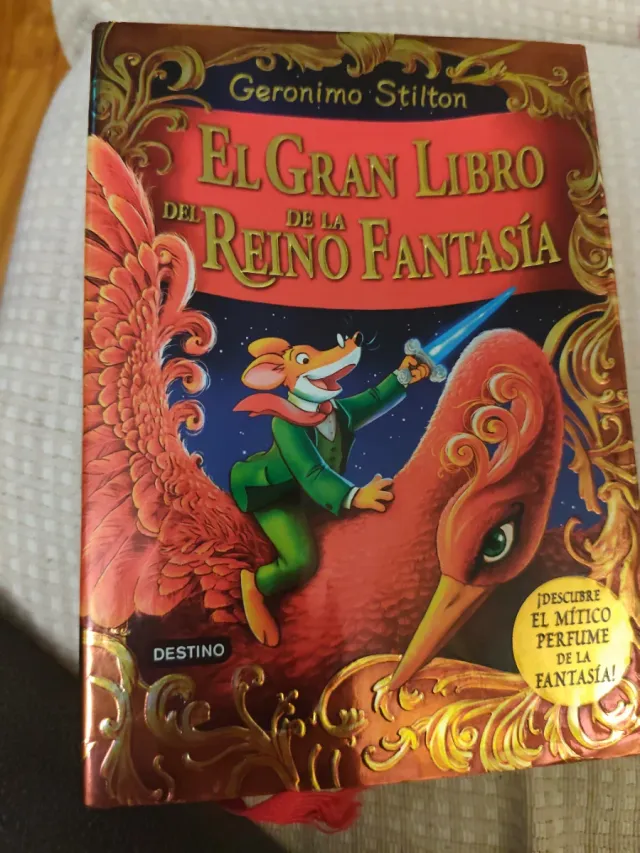 Geronimo Stilton
EL GRAN LIBRO
DEL REINO DE LA FANTASÍA
DESTINO
¡DESCUBRE
EL MÍTICO
PERFUME
DE LA
FANTASÍA!